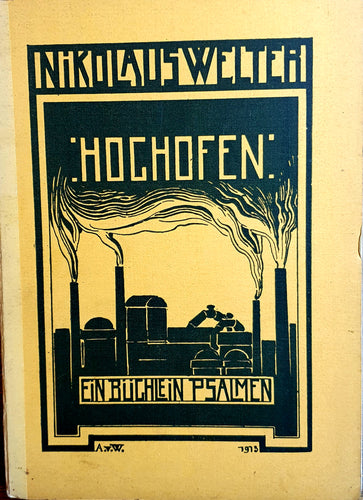 NIKOLAUS WELTER
:HOCHOFEN:
EIN BÜCHLEIN PSALMEN
A.v.W. 1913